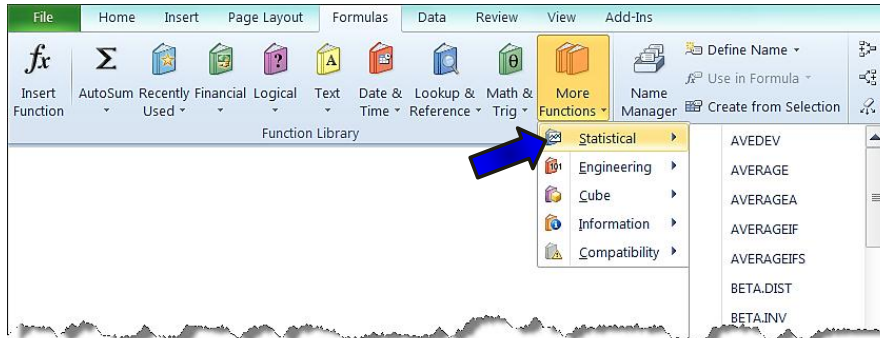 File Home Insert Page Layout Formulas Data Review View Add-Ins
fx Σ ? A θ
Insert Function
AutoSum
Recently Used
Financial
Logical
Text
Date & Time
Lookup & Reference
Math & Trig
More Functions
Name Manager
Define Name
Use in Formula
Create from Selection
Function Library
Statistical
Engineering
Cube
Information
Compatibility
AVEDEV
AVERAGE
AVERAGEA
AVERAGEIF
AVERAGEIFS
BETA.DIST
BETA.INV